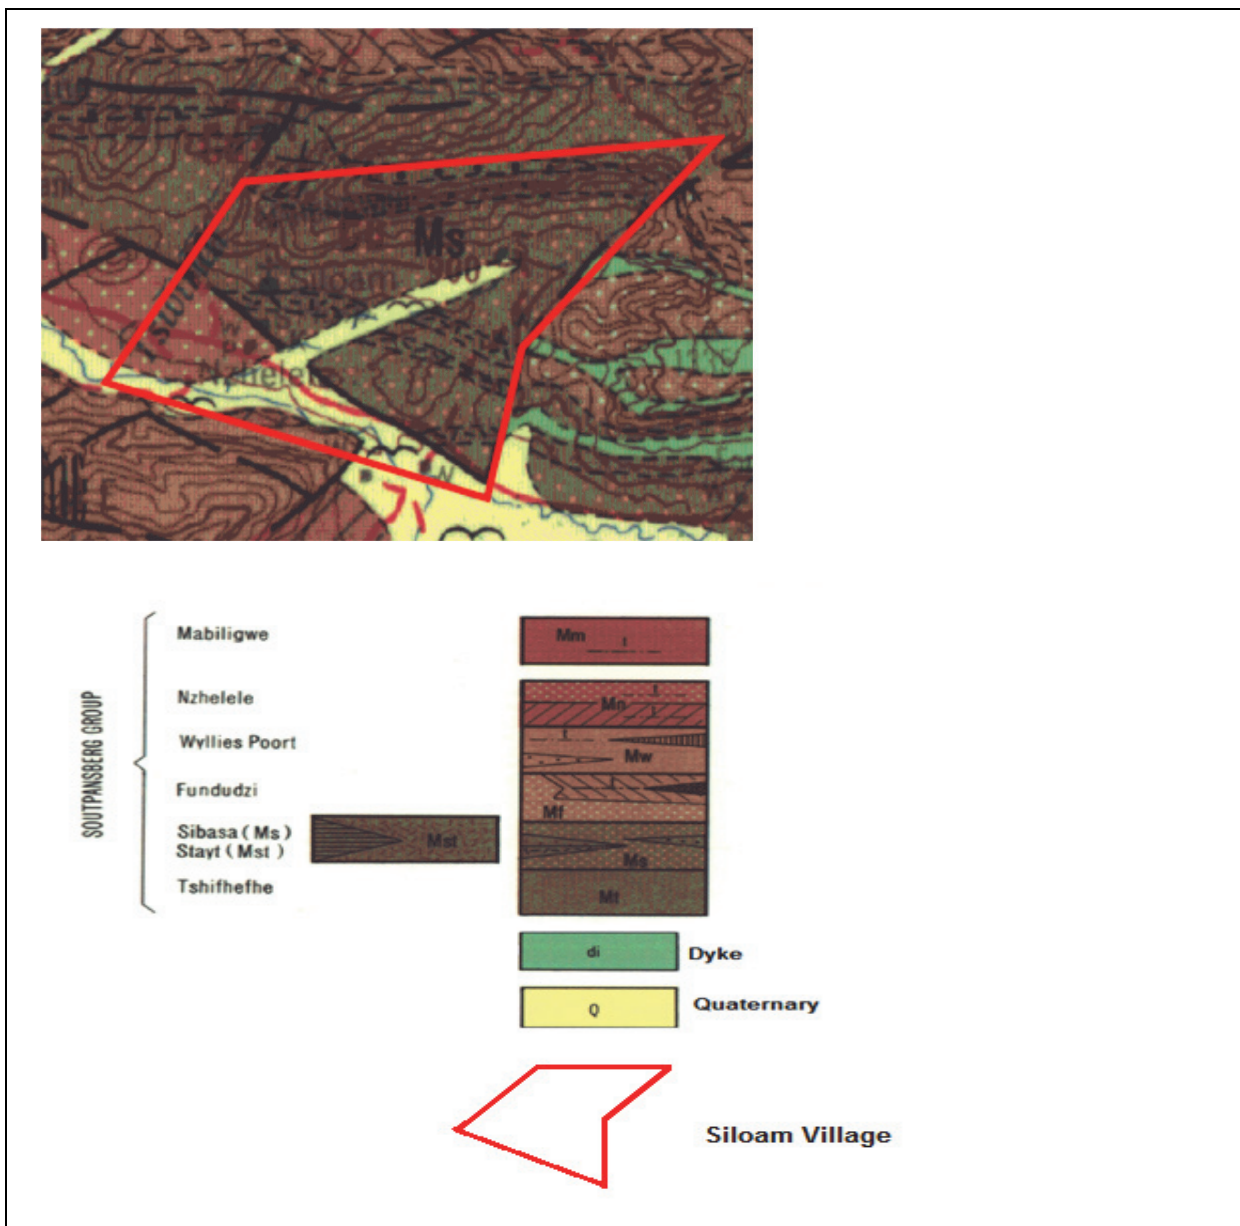 Ms
Siloam
Nzhelele
SOUTPANSBERG GROUP
Mabiligwe
Mm
t
Nzhelele
t
Mn
t
Wyllies Poort
t
Mw
Fundudzi
Mf
Sibasa ( Ms )
Stayt ( Mst )
Mst
Ms
Tshifhefhe
Mt
di
Dyke
Q
Quaternary
Siloam Village